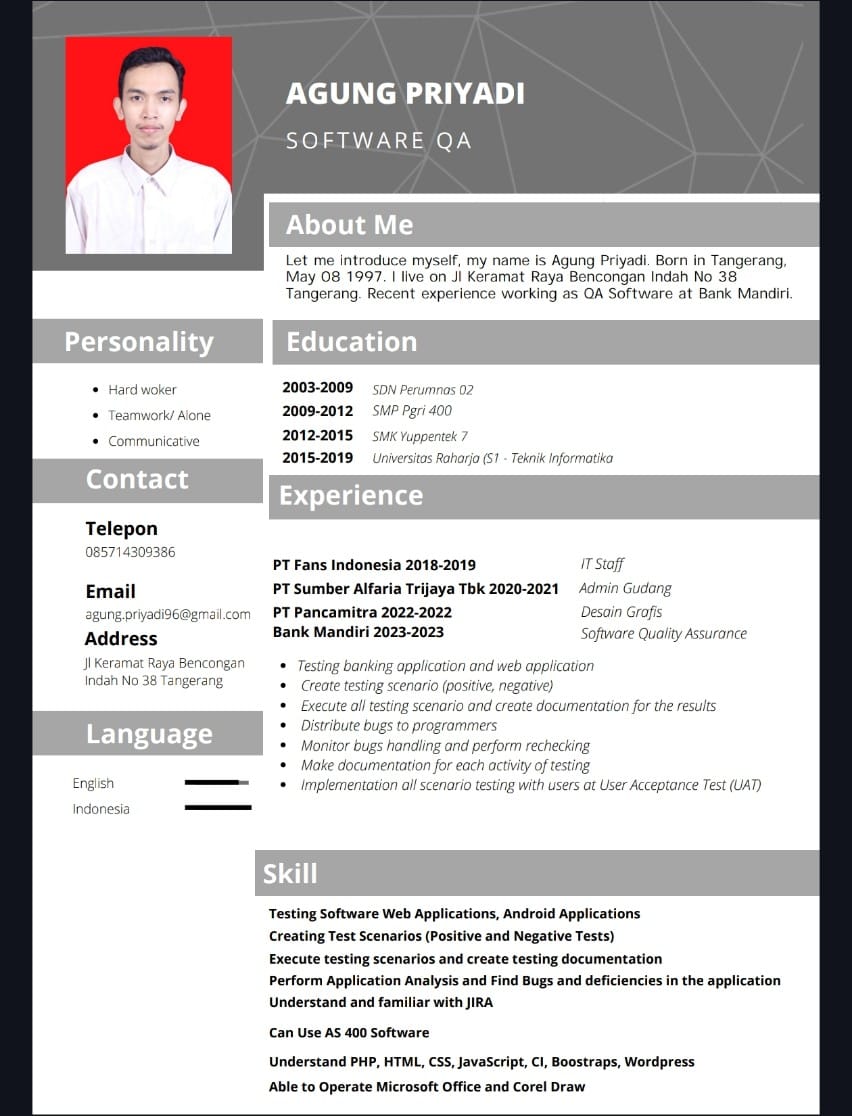 AGUNG PRIYADI
SOFTWARE QA
About Me
Let me introduce myself, my name is Agung Priyadi. Born in Tangerang,
May 08 1997. I live on Jl Keramat Raya Bencongan Indah No 38
Tangerang. Recent experience working as QA Software at Bank Mandiri.
Personality
Hard woker
Teamwork/ Alone
Communicative
Contact
Telepon
085714309386
Email
agung.priyadi96@gmail.com
Address
Jl Keramat Raya Bencongan
Indah No 38 Tangerang
Language
English
Indonesia
Education
2003-2009 SDN Perumnas 02
2009-2012 SMP Pgri 400
2012-2015 SMK Yuppentek 7
2015-2019 Universitas Raharja (S1 - Teknik Informatika
Experience
PT Fans Indonesia 2018-2019 IT Staff
PT Sumber Alfaria Trijaya Tbk 2020-2021 Admin Gudang
PT Pancamitra 2022-2022 Desain Grafis
Bank Mandiri 2023-2023 Software Quality Assurance
Testing banking application and web application
Create testing scenario (positive, negative)
Execute all testing scenario and create documentation for the results
Distribute bugs to programmers
Monitor bugs handling and perform rechecking
Make documentation for each activity of testing
Implementation all scenario testing with users at User Acceptance Test (UAT)
Skill
Testing Software Web Applications, Android Applications
Creating Test Scenarios (Positive and Negative Tests)
Execute testing scenarios and create testing documentation
Perform Application Analysis and Find Bugs and deficiencies in the application
Understand and familiar with JIRA
Can Use AS 400 Software
Understand PHP, HTML, CSS, JavaScript, CI, Boostraps, Wordpress
Able to Operate Microsoft Office and Corel Draw